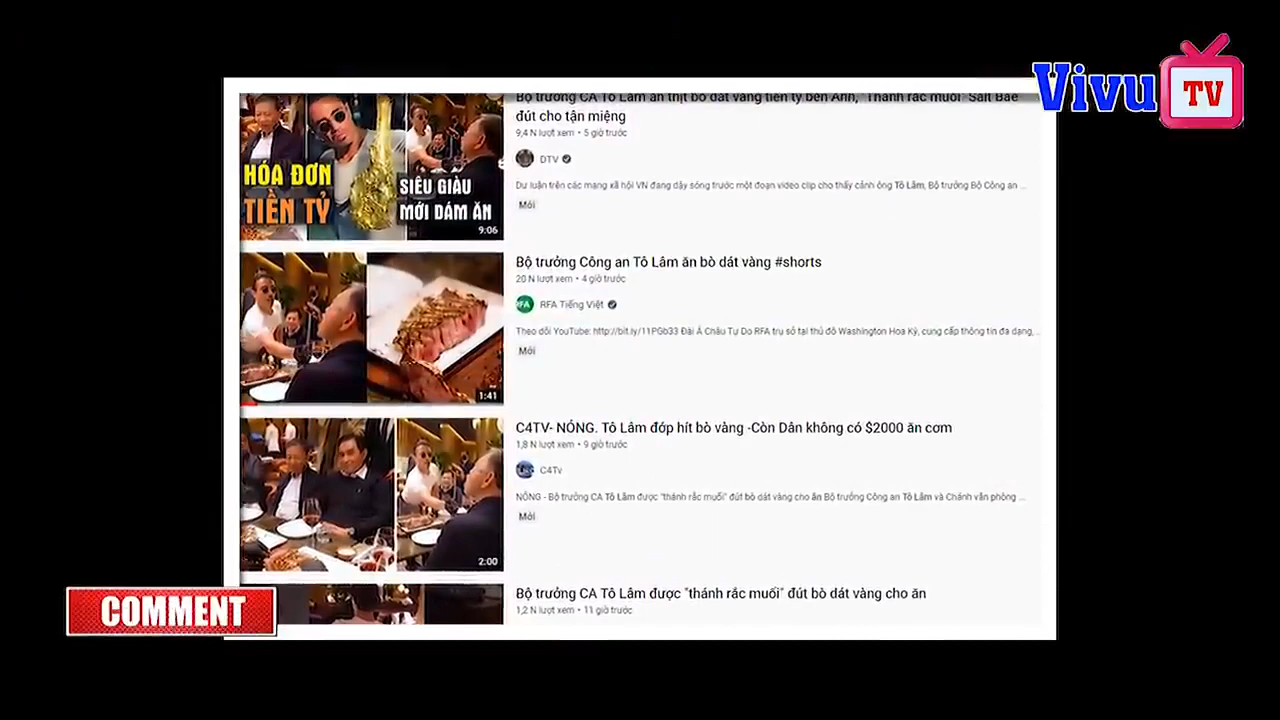 Vivu TV
Bộ trưởng CA Tô Lâm ăn thịt bò dát vàng tiền tỷ bên Anh, "Thánh rắc muối" Salt Bae
đút cho tận miệng
9,4 N lượt xem • 5 giờ trước
DTV
Dư luận trên các mạng xã hội VN đang dậy sóng trước một đoạn video clip cho thấy cảnh ông Tô Lâm, Bộ trưởng Bộ Công an ...
Mới
HÓA ĐƠN
TIỀN TỶ
SIÊU GIÀU
MỚI DÁM ĂN
9:06
Bộ trưởng Công an Tô Lâm ăn bò dát vàng #shorts
20 N lượt xem • 4 giờ trước
RFA RFA Tiếng Việt
Theo dõi YouTube: http://bit.ly/11PGb33 Đài Á Châu Tự Do RFA trụ sở tại thủ đô Washington Hoa Kỳ, cung cấp thông tin đa dạng, ...
Mới
1:41
C4TV- NÓNG. Tô Lâm đớp hít bò vàng -Còn Dân không có $2000 ăn cơm
1,8 N lượt xem • 9 giờ trước
C4Tv
NÓNG - Bộ trưởng CA Tô Lâm được "thánh rắc muối" đút bò dát vàng cho ăn Bộ trưởng Công an Tô Lâm và Chánh văn phòng ...
Mới
2:00
Bộ trưởng CA Tô Lâm được "thánh rắc muối" đút bò dát vàng cho ăn
1,2 N lượt xem • 11 giờ trước
COMMENT